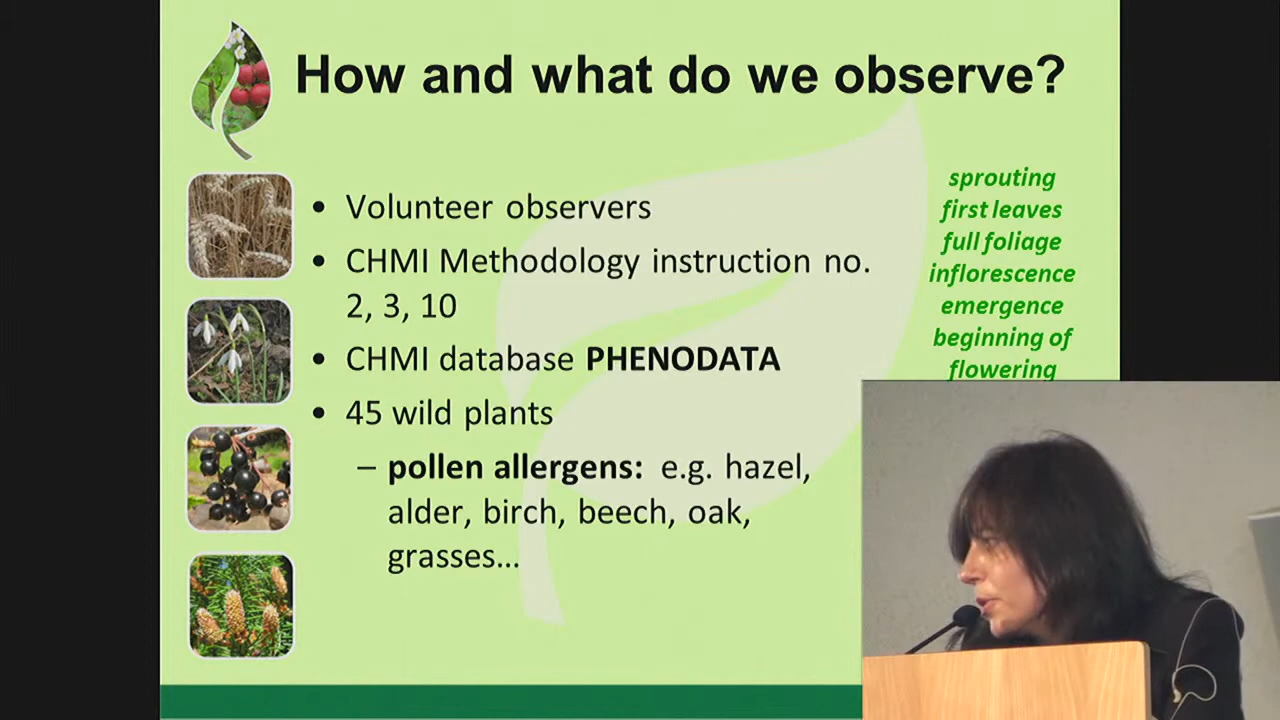 How and what do we observe?
• Volunteer observers
• CHMI Methodology instruction no.
2, 3, 10
• CHMI database PHENODATA
• 45 wild plants
– pollen allergens: e.g. hazel,
alder, birch, beech, oak,
grasses…
sprouting
first leaves
full foliage
inflorescence
emergence
beginning of
flowering